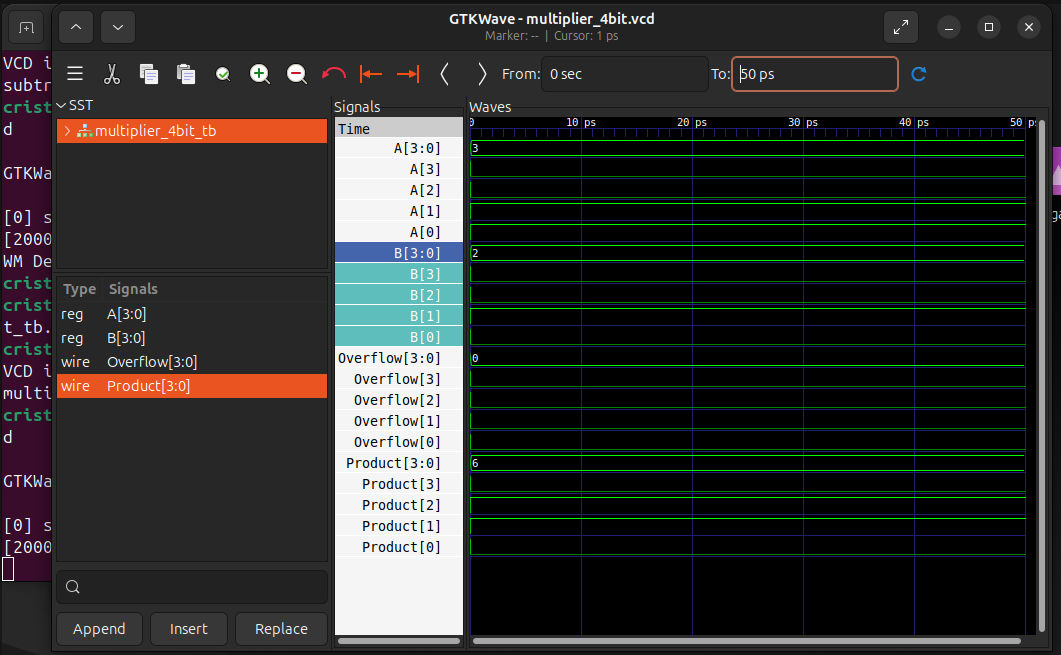 GTKWave - multiplier_4bit.vcd
Marker: -- | Cursor: 1 ps
From: 0 sec To: 50 ps
VCD i
subtr
crist
d
GTKWa
[0] s
[2000
WM De
crist
crist
t_tb.
crist
VCD i
multi
crist
d
GTKWa
[0] s
[2000
SST
multiplier_4bit_tb
Type Signals
reg A[3:0]
reg B[3:0]
wire Overflow[3:0]
wire Product[3:0]
Append Insert Replace
Signals
Time
A[3:0]
A[3]
A[2]
A[1]
A[0]
B[3:0]
B[3]
B[2]
B[1]
B[0]
Overflow[3:0]
Overflow[3]
Overflow[2]
Overflow[1]
Overflow[0]
Product[3:0]
Product[3]
Product[2]
Product[1]
Product[0]
Waves
0 10 ps 20 ps 30 ps 40 ps 50 ps
3
2
0
6